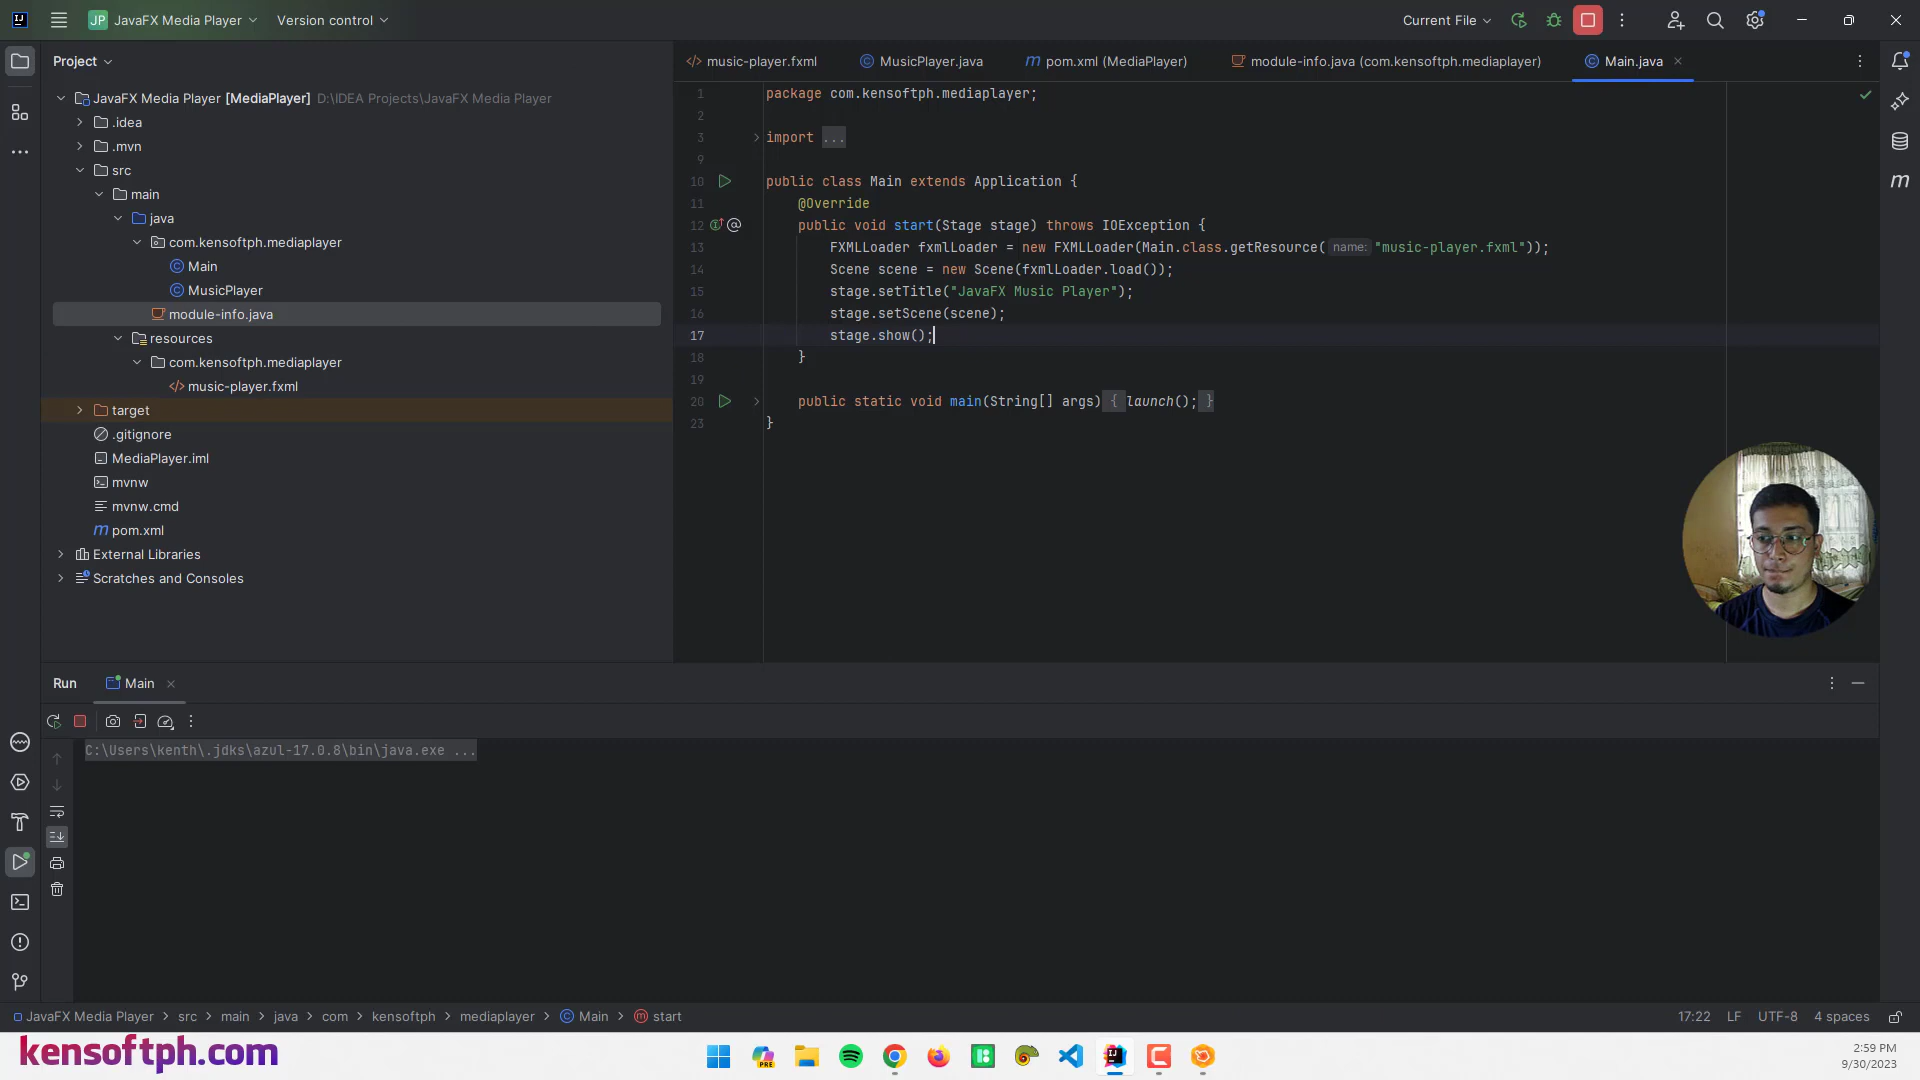 JP JavaFX Media Player Version control Current File
Project
music-player.fxml MusicPlayer.java pom.xml (MediaPlayer) module-info.java (com.kensoftph.mediaplayer) Main.java
JavaFX Media Player [MediaPlayer] D:\IDEA Projects\JavaFX Media Player
.idea
.mvn
src
main
java
com.kensoftph.mediaplayer
Main
MusicPlayer
module-info.java
resources
com.kensoftph.mediaplayer
music-player.fxml
target
.gitignore
MediaPlayer.iml
mvnw
mvnw.cmd
pom.xml
External Libraries
Scratches and Consoles
1 package com.kensoftph.mediaplayer;
2
3 import ...
9
10 public class Main extends Application {
11 @Override
12 public void start(Stage stage) throws IOException {
13 FXMLLoader fxmlLoader = new FXMLLoader(Main.class.getResource( name: "music-player.fxml"));
14 Scene scene = new Scene(fxmlLoader.load());
15 stage.setTitle("JavaFX Music Player");
16 stage.setScene(scene);
17 stage.show();
18 }
19
20 public static void main(String[] args) { launch(); }
23 }
Run Main
C:\Users\kenth\.jdks\azul-17.0.8\bin\java.exe ...
JavaFX Media Player > src > main > java > com > kensoftph > mediaplayer > Main > start 17:22 LF UTF-8 4 spaces
kensoftph.com
PRE
2:59 PM
9/30/2023